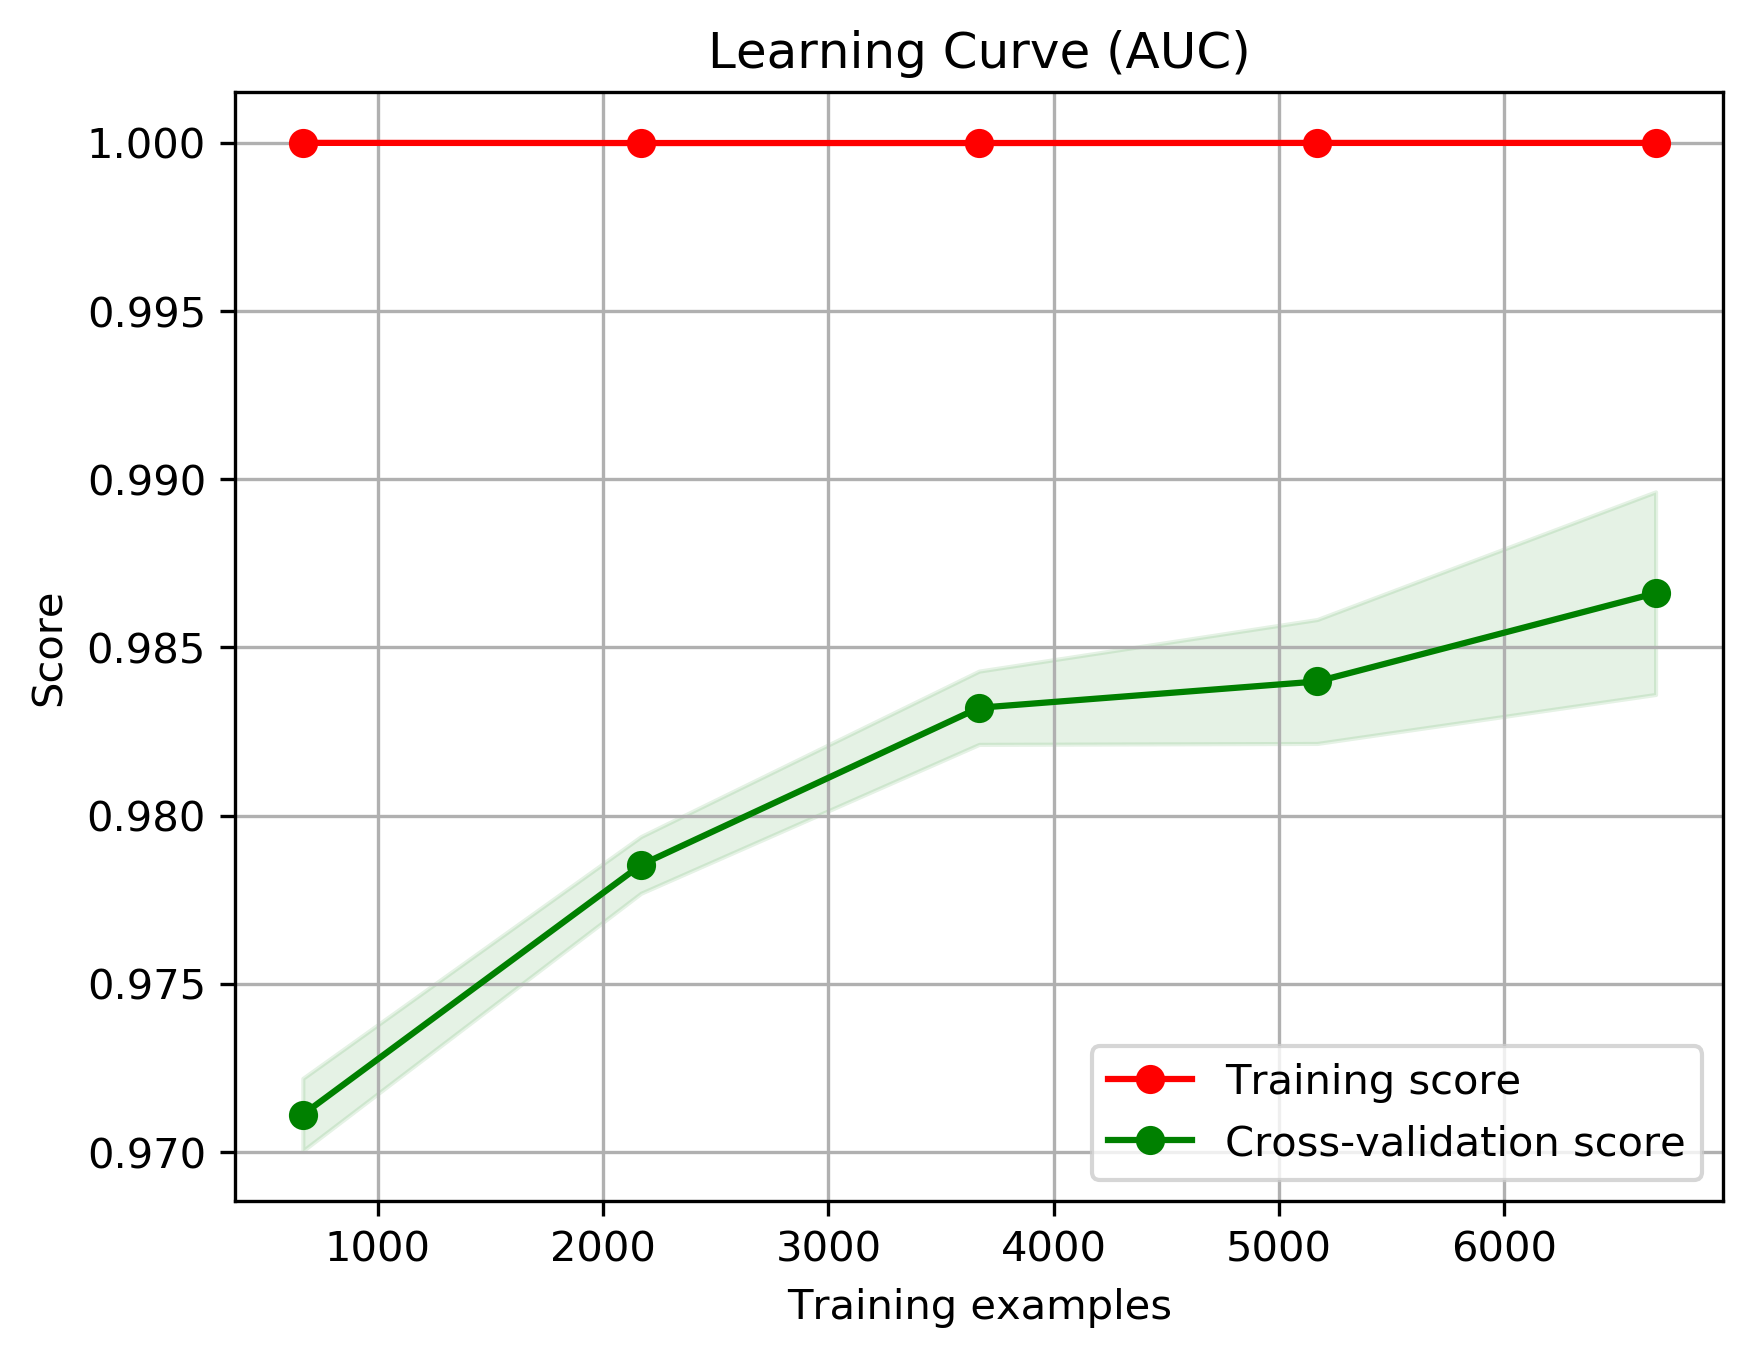 Learning Curve (AUC)
1.000
0.995
0.990
0.985
0.980
0.975
0.970
Score
Training score
Cross-validation score
1000 2000 3000 4000 5000 6000
Training examples